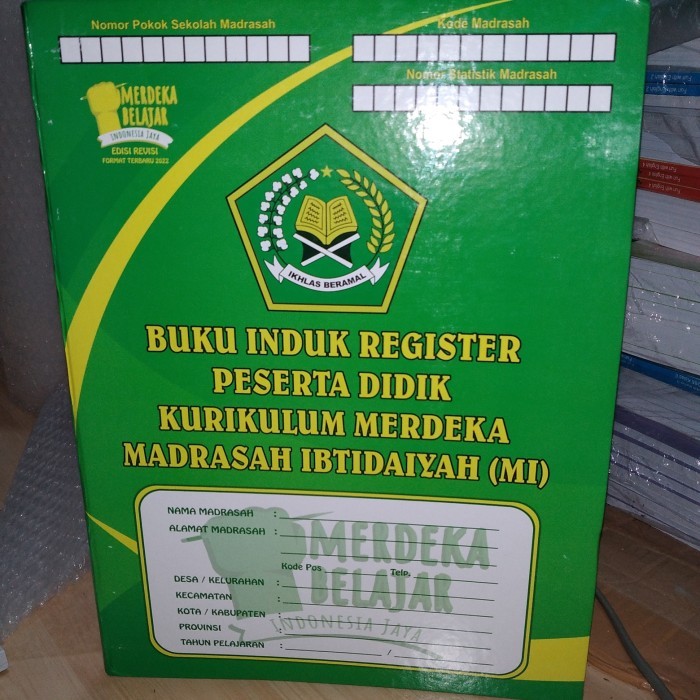 Nomor Pokok Sekolah Madrasah
Kode Madrasah
Nomor Statistik Madrasah
MERDEKA
BELAJAR
INDONESIA JAYA
EDISI REVISI
FORMAT TERBARU 2022
IKHLAS BERAMAL
BUKU INDUK REGISTER
PESERTA DIDIK
KURIKULUM MERDEKA
MADRASAH IBTIDAIYAH (MI)
NAMA MADRASAH :
ALAMAT MADRASAH :
Kode Pos Telp.
DESA / KELURAHAN :
KECAMATAN :
KOTA / KABUPATEN :
PROVINSI :
TAHUN PELAJARAN : /
MERDEKA
BELAJAR
INDONESIA JAYA